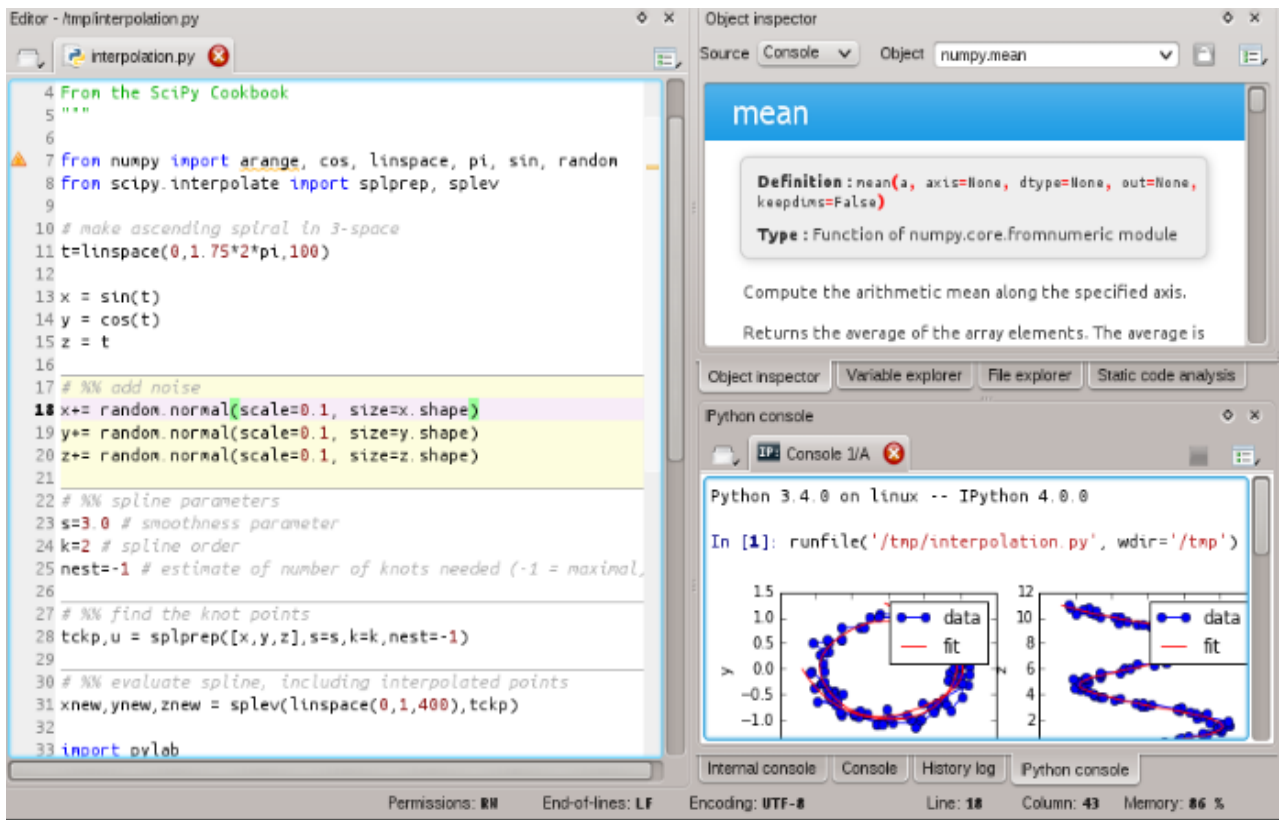 Editor - /tmp/interpolation.py
interpolation.py
4 From the SciPy Cookbook
5 """
6
7 from numpy import arange, cos, linspace, pi, sin, random
8 from scipy.interpolate import splprep, splev
9
10 # make ascending spiral in 3-space
11 t=linspace(0,1.75*2*pi,100)
12
13 x = sin(t)
14 y = cos(t)
15 z = t
16
17 # %% add noise
18 x+= random.normal(scale=0.1, size=x.shape)
19 y+= random.normal(scale=0.1, size=y.shape)
20 z+= random.normal(scale=0.1, size=z.shape)
21
22 # %% spline parameters
23 s=3.0 # smoothness parameter
24 k=2 # spline order
25 nest=-1 # estimate of number of knots needed (-1 = maximal,
26
27 # %% find the knot points
28 tckp,u = splprep([x,y,z],s=s,k=k,nest=-1)
29
30 # %% evaluate spline, including interpolated points
31 xnew,ynew,znew = splev(linspace(0,1,400),tckp)
32
33 import pylab
Object inspector
Source Console Object numpy.mean
mean
Definition : mean(a, axis=None, dtype=None, out=None,
keepdims=False)
Type : Function of numpy.core.fromnumeric module
Compute the arithmetic mean along the specified axis.
Returns the average of the array elements. The average is
Object inspector Variable explorer File explorer Static code analysis
IPython console
IP: Console 1/A
Python 3.4.0 on linux -- IPython 4.0.0
In [1]: runfile('/tmp/interpolation.py', wdir='/tmp')
1.5
1.0
0.5
0.0
−0.5
−1.0
y
data
fit
12
10
8
6
4
2
z
data
fit
Internal console Console History log IPython console
Permissions: RW End-of-lines: LF Encoding: UTF-8 Line: 18 Column: 43 Memory: 86 %